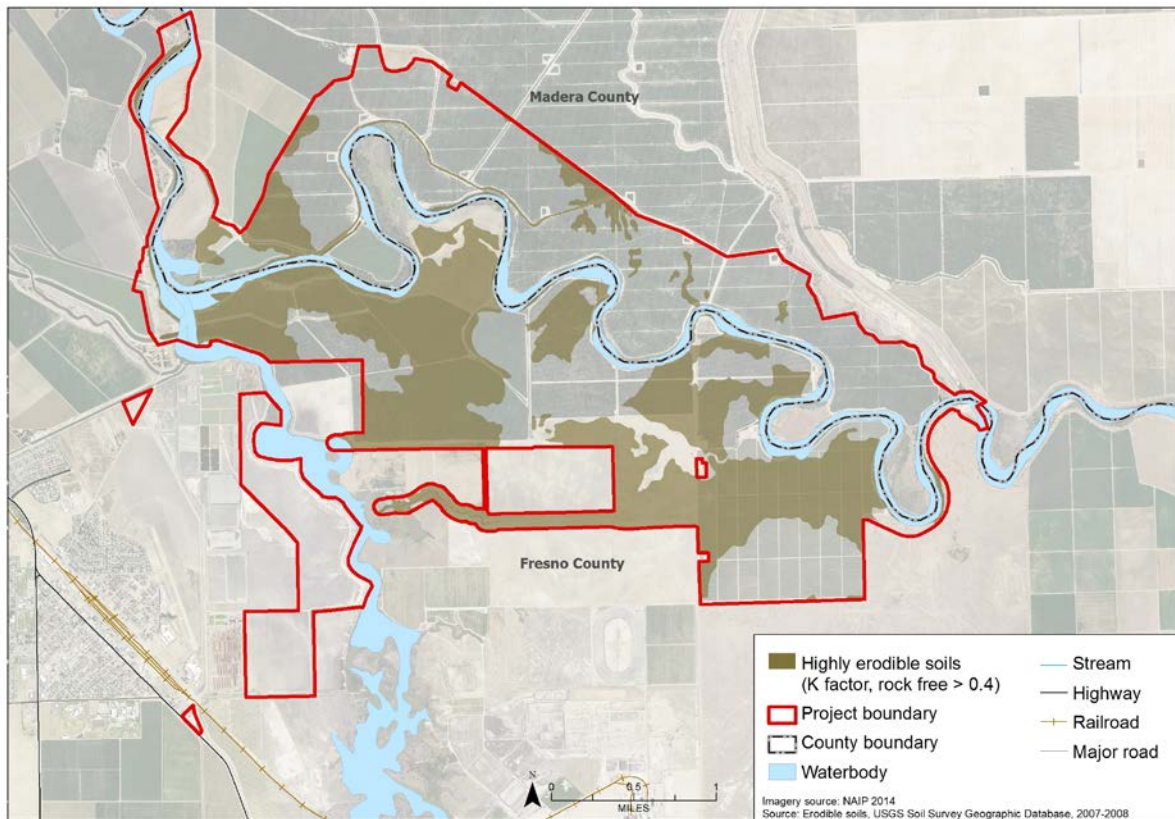 Madera County
Fresno County
Highly erodible soils
(K factor, rock free > 0.4)
Project boundary
County boundary
Waterbody
Stream
Highway
Railroad
Major road
N
0 0.5 1
MILES
Imagery source: NAIP 2014
Source: Erodible soils, USGS Soil Survey Geographic Database, 2007-2008